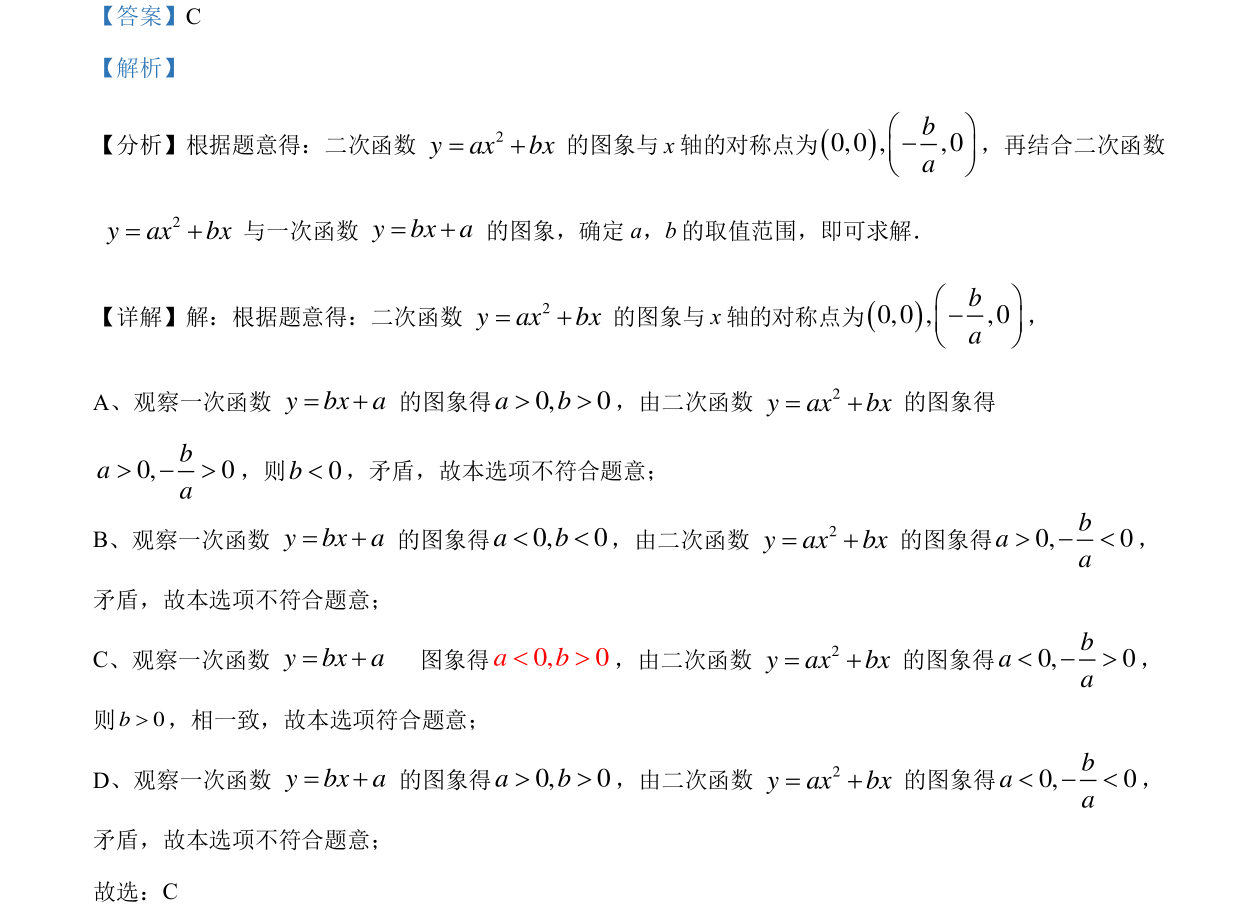 【答案】C
【解析】
【分析】根据题意得：二次函数 y＝ax²＋bx 的图象与 x 轴的对称点为(0,0),(−b/a,0)，再结合二次函数
y＝ax²＋bx 与一次函数 y＝bx＋a 的图象，确定 a，b 的取值范围，即可求解．
【详解】解：根据题意得：二次函数 y＝ax²＋bx 的图象与 x 轴的对称点为(0,0),(−b/a,0)，
A、观察一次函数 y＝bx＋a 的图象得a＞0,b＞0，由二次函数 y＝ax²＋bx 的图象得
a＞0,−b/a＞0，则b＜0，矛盾，故本选项不符合题意；
B、观察一次函数 y＝bx＋a 的图象得a＜0,b＜0，由二次函数 y＝ax²＋bx 的图象得a＞0,−b/a＜0，
矛盾，故本选项不符合题意；
C、观察一次函数 y＝bx＋a 图象得a＜0,b＞0，由二次函数 y＝ax²＋bx 的图象得a＜0,−b/a＞0，
则b＞0，相一致，故本选项符合题意；
D、观察一次函数 y＝bx＋a 的图象得a＞0,b＞0，由二次函数 y＝ax²＋bx 的图象得a＜0,−b/a＜0，
矛盾，故本选项不符合题意；
故选：C